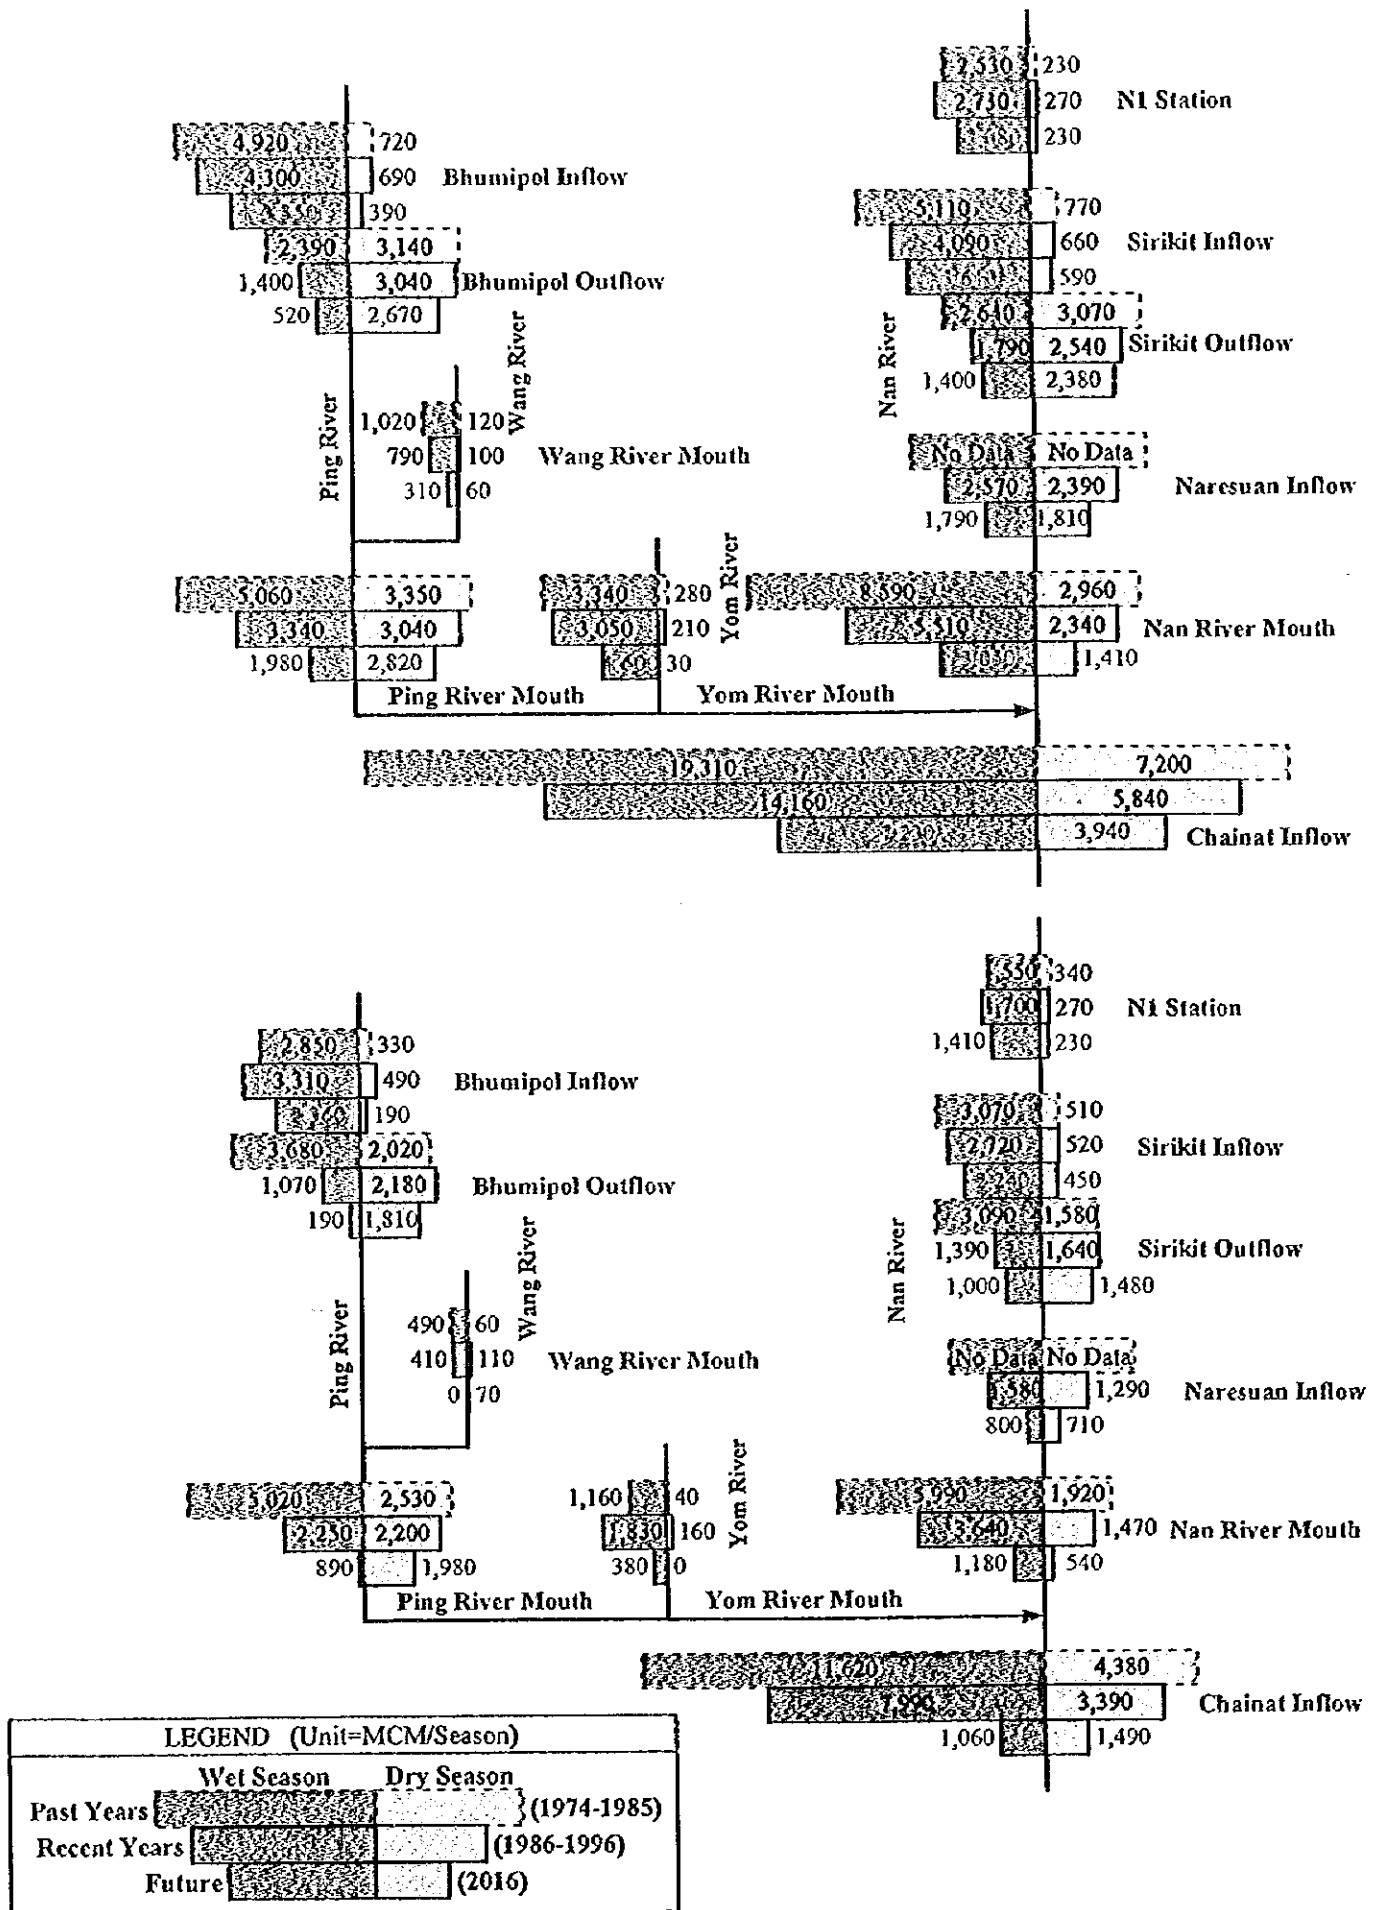 2,530 230
2,730 270 N1 Station
230
4,920 720
4,300 690 Bhumipol Inflow
3,350 390
2,390 3,140
1,400 3,040 Bhumipol Outflow
520 2,670
5,110 770
4,090 660 Sirikit Inflow
590
2,640 3,070
1,790 2,540 Sirikit Outflow
1,400 2,380
Nan River
Wang River
Ping River
1,020 120
790 100 Wang River Mouth
310 60
No Data No Data
2,570 2,390 Naresuan Inflow
1,790 1,810
Yom River
5,060 3,350
3,340 3,040
1,980 2,820
3,340 280
3,050 210
30
8,590 2,960
5,510 2,340 Nan River Mouth
1,410
Ping River Mouth Yom River Mouth
19,310 7,200
14,160 5,840
3,940 Chainat Inflow
,550 340
1,700 270 N1 Station
1,410 230
2,850 330
3,310 490 Bhumipol Inflow
2,360 190
3,680 2,020
1,070 2,180 Bhumipol Outflow
190 1,810
3,070 510
2,720 520 Sirikit Inflow
450
3,090 1,580
1,390 1,640 Sirikit Outflow
1,000 1,480
Nan River
Wang River
Ping River
490 60
410 110 Wang River Mouth
0 70
No Data No Data
1,580 1,290 Naresuan Inflow
800 710
Yom River
5,020 2,530
2,250 2,200
890 1,980
1,160 40
1,830 160
380 0
5,990 1,920
3,640 1,470 Nan River Mouth
1,180 540
Ping River Mouth Yom River Mouth
11,620 4,380
7,990 3,390 Chainat Inflow
1,060 1,490
LEGEND (Unit=MCM/Season)
Wet Season Dry Season
Past Years (1974-1985)
Recent Years (1986-1996)
Future (2016)